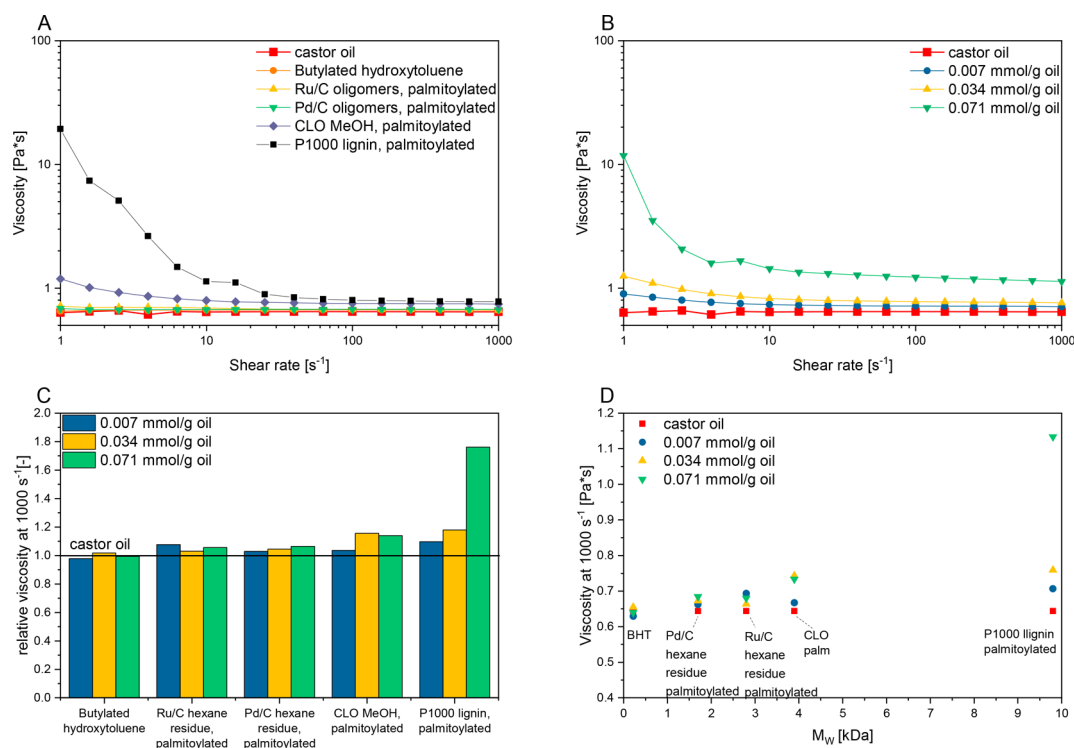 A
Viscosity [Pa*s]
100
10
1
castor oil
Butylated hydroxytoluene
Ru/C oligomers, palmitoylated
Pd/C oligomers, palmitoylated
CLO MeOH, palmitoylated
P1000 lignin, palmitoylated
1
10
100
1000
Shear rate [s⁻¹]
B
Viscosity [Pa*s]
100
10
1
castor oil
0.007 mmol/g oil
0.034 mmol/g oil
0.071 mmol/g oil
1
10
100
1000
Shear rate [s⁻¹]
C
relative viscosity at 1000 s⁻¹[-]
2.0
1.8
1.6
1.4
1.2
1.0
0.8
0.6
0.4
0.2
0.0
0.007 mmol/g oil
0.034 mmol/g oil
0.071 mmol/g oil
castor oil
Butylated
hydroxytoluene
Ru/C hexane
residue,
palmitoylated
Pd/C hexane
residue,
palmitoylated
CLO MeOH,
palmitoylated
P1000 lignin,
palmitoylated
D
Viscosity at 1000 s⁻¹ [Pa*s]
1.2
1.1
1.0
0.9
0.8
0.7
0.6
0.5
0.4
castor oil
0.007 mmol/g oil
0.034 mmol/g oil
0.071 mmol/g oil
BHT
Pd/C
hexane
residue
palmitoylated
Ru/C
hexane
residue
palmitoylated
CLO
palm
P1000 llignin
palmitoylated
0
1
2
3
4
5
6
7
8
9
10
M_W [kDa]